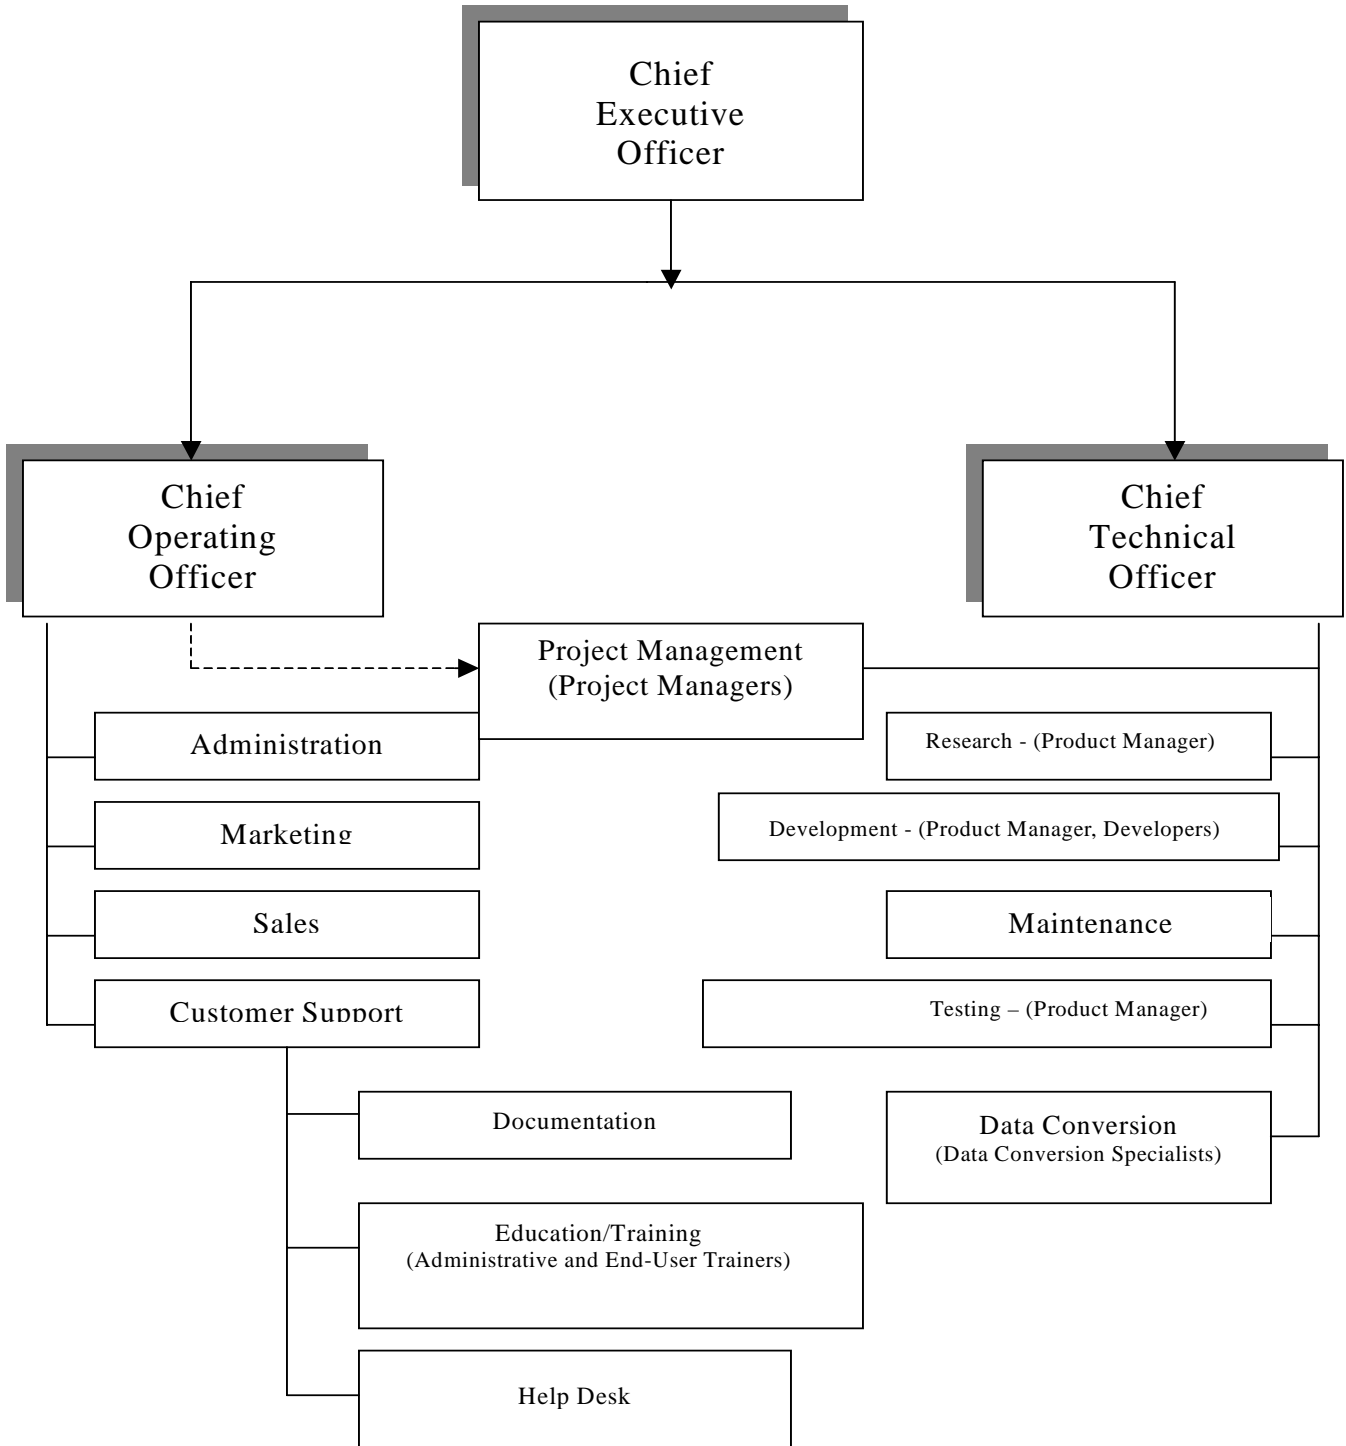 Chief
Executive
Officer
Chief
Operating
Officer
Chief
Technical
Officer
Project Management
(Project Managers)
Administration
Marketing
Sales
Customer Support
Research - (Product Manager)
Development - (Product Manager, Developers)
Maintenance
Testing – (Product Manager)
Documentation
Education/Training
(Administrative and End-User Trainers)
Help Desk
Data Conversion
(Data Conversion Specialists)